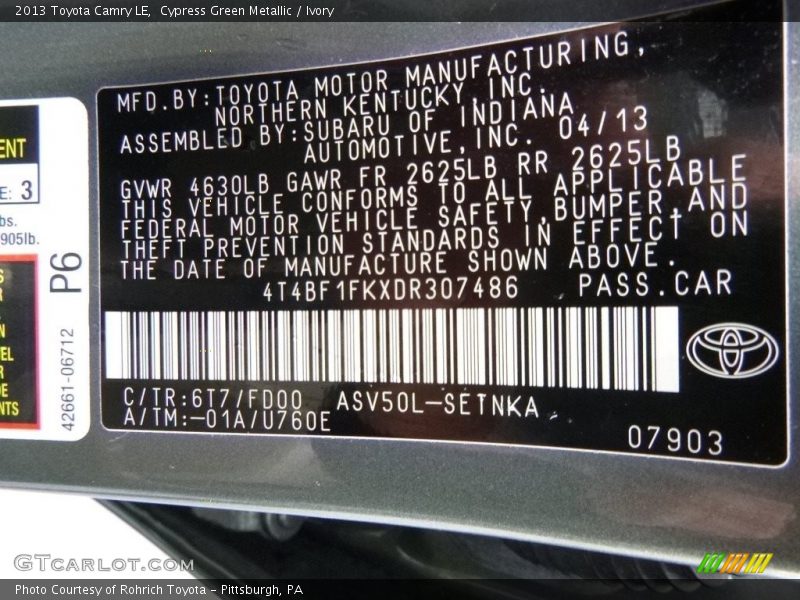 2013 Toyota Camry LE,  Cypress Green Metallic / Ivory
MFD.BY:TOYOTA MOTOR MANUFACTURING,
NORTHERN KENTUCKY,INC.
ASSEMBLED BY:SUBARU OF INDIANA
AUTOMOTIVE,INC. 04/13
GVWR 4630LB GAWR FR 2625LB RR 2625LB
THIS VEHICLE CONFORMS TO ALL APPLICABLE
FEDERAL MOTOR VEHICLE SAFETY,BUMPER,AND
THEFT PREVENTION STANDARDS IN EFFECT ON
THE DATE OF MANUFACTURE SHOWN ABOVE.
4T4BF1FKXDR307486 PASS.CAR
C/TR:6T7/FD00 ASV50L-SETNKA
A/TM:-01A/U760E
07903
ENT
E: 3
bs.
905lb.
P6
42661-06712
GTCARLOT.COM
Photo Courtesy of Rohrich Toyota - Pittsburgh, PA